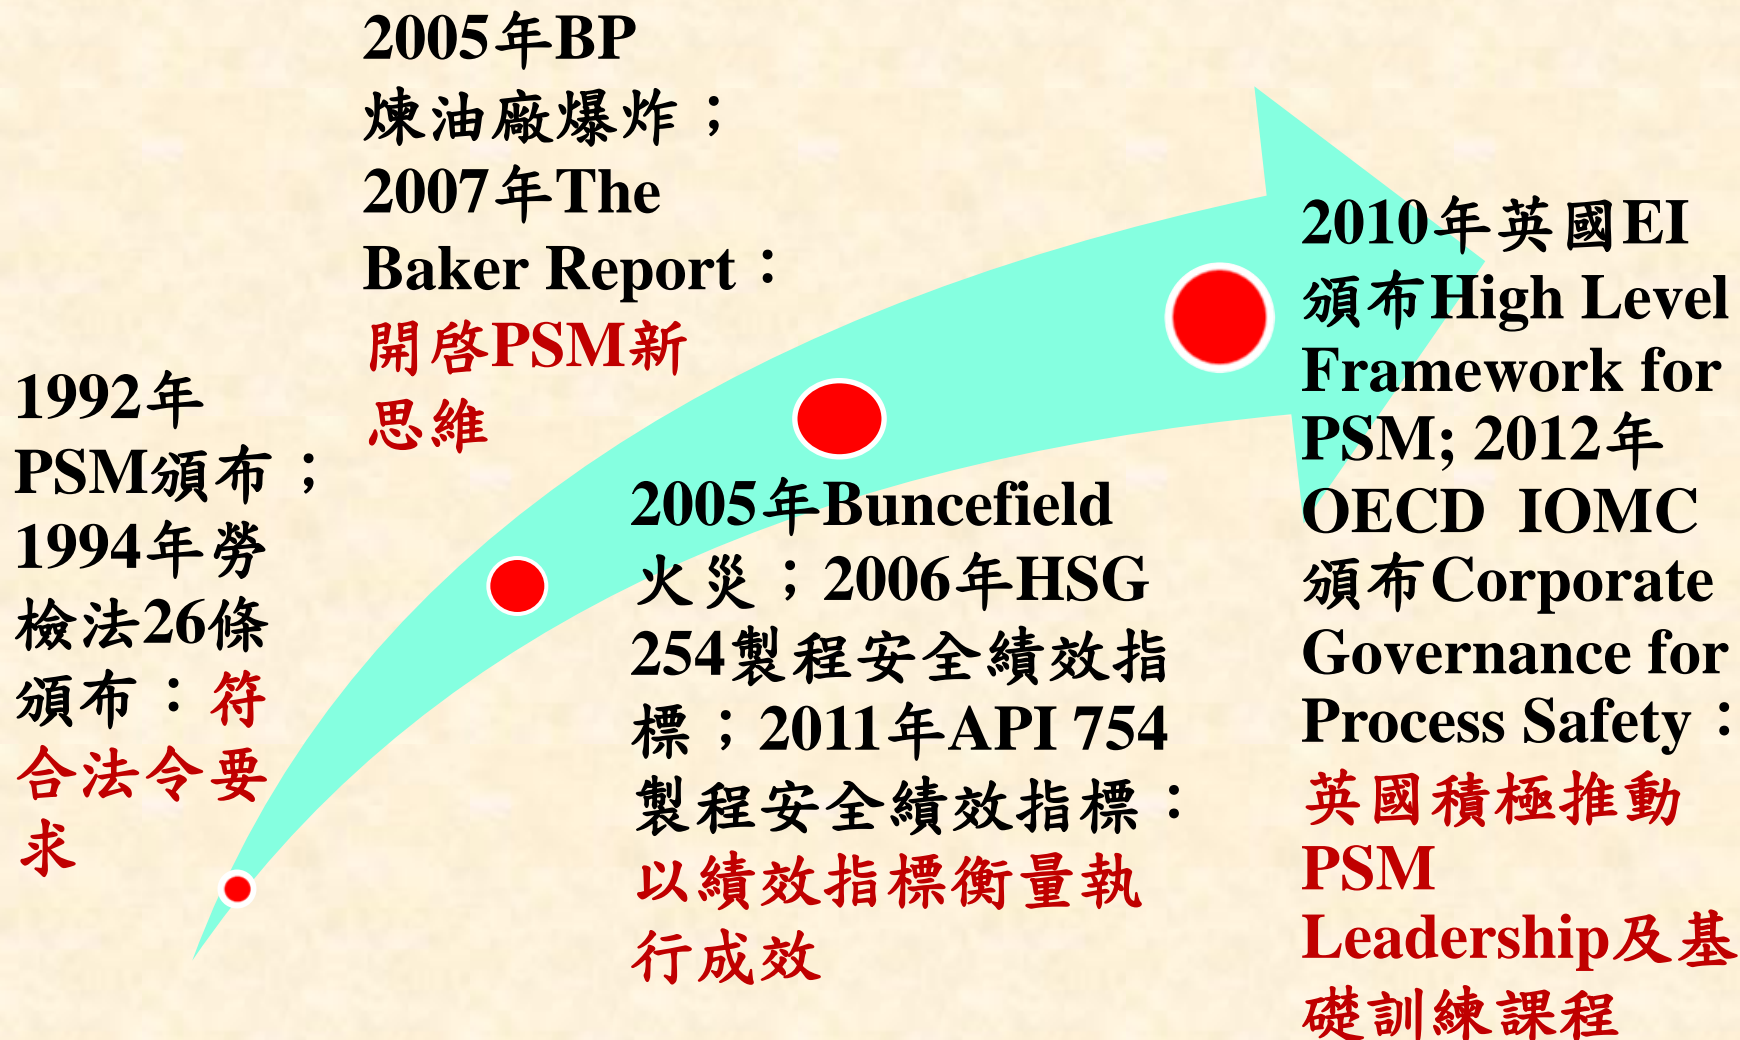 1992年
PSM頒布；
1994年勞
檢法26條
頒布：符
合法令要
求
2005年BP
煉油廠爆炸；
2007年The
Baker Report：
開啓PSM新
思維
2005年Buncefield
火災；2006年HSG
254製程安全績效指
標；2011年API 754
製程安全績效指標：
以績效指標衡量執
行成效
2010年英國EI
頒布High Level
Framework for
PSM; 2012年
OECD IOMC
頒布Corporate
Governance for
Process Safety：
英國積極推動
PSM
Leadership及基
礎訓練課程